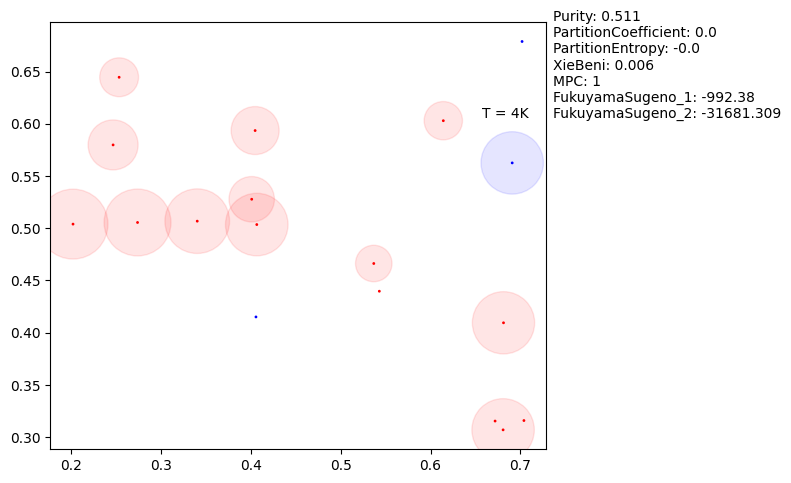 Purity: 0.511
PartitionCoefficient: 0.0
PartitionEntropy: -0.0
XieBeni: 0.006
MPC: 1
FukuyamaSugeno_1: -992.38
FukuyamaSugeno_2: -31681.309
T = 4K
0.65
0.60
0.55
0.50
0.45
0.40
0.35
0.30
0.2 0.3 0.4 0.5 0.6 0.7